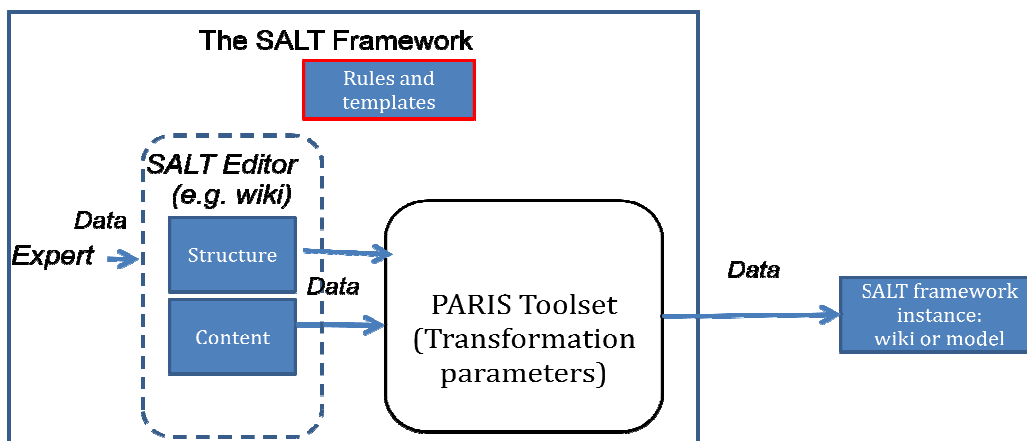 The SALT Framework
Rules and
templates
SALT Editor
(e.g. wiki)
Data
Expert
Structure
Data
Content
PARIS Toolset
(Transformation
parameters)
Data
SALT framework
instance:
wiki or model